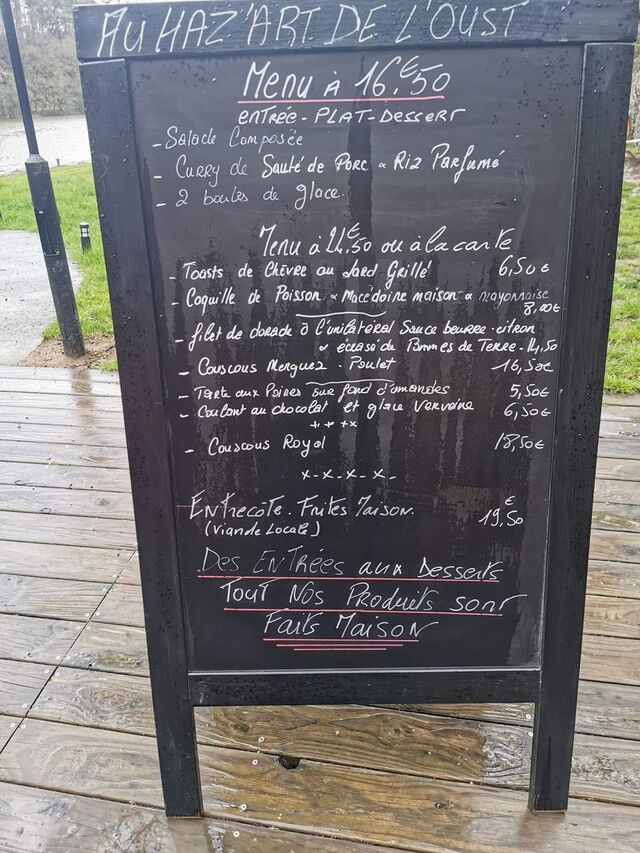 AU HAZ'ART DE L'OUST
Menu à 16€50
ENTRÉE - PLAT - DESSERT
- Salade Composée
- Curry de Sauté de Porc & Riz Parfumé
- 2 boules de glace.
Menu à 24€50 ou à la carte
- Toasts de Chèvre au Lard Grillé 6,50€
- Coquille de Poisson & Macédoine maison & mayonnaise
8,00€
- filet de dorade à l'unilatéral Sauce beurre-citron
& écrasé de Pommes de Terre - 14,50
- Couscous Merguez - Poulet 16,50€
- Tarte aux Poires sur fond d'amandes 5,50€
- Coulant au chocolat et glace Verveine 6,50€
- Couscous Royal 18,50€
x-x-x-x-
Entrecôte - Frites Maison. 19€,50
(Viande Locale)
Des Entrées aux Desserts
Tout Nos Produits sont
Faits Maison